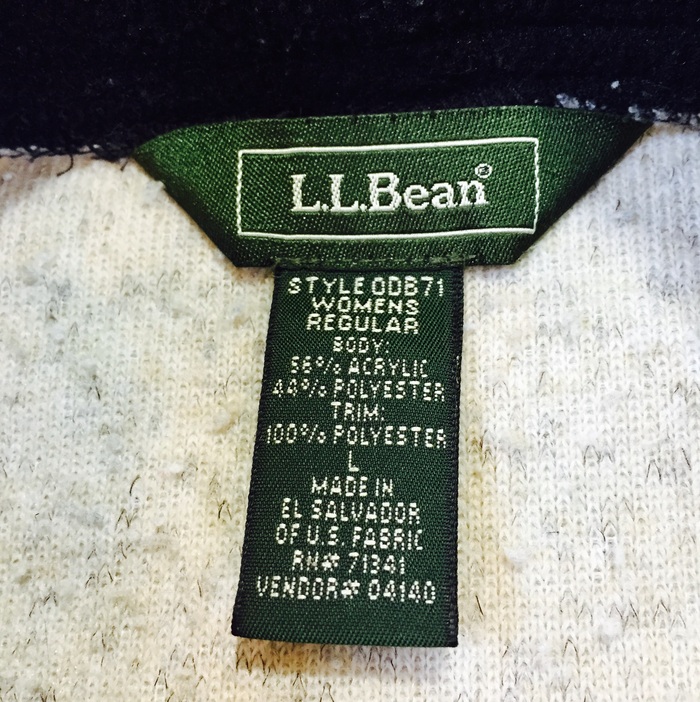 L.L.Bean®
STYLE 0DB71
WOMENS
REGULAR
BODY:
56% ACRYLIC
44% POLYESTER
TRIM:
100% POLYESTER
L
MADE IN
EL SALVADOR
OF U.S. FABRIC
RN# 71341
VENDOR# 04140